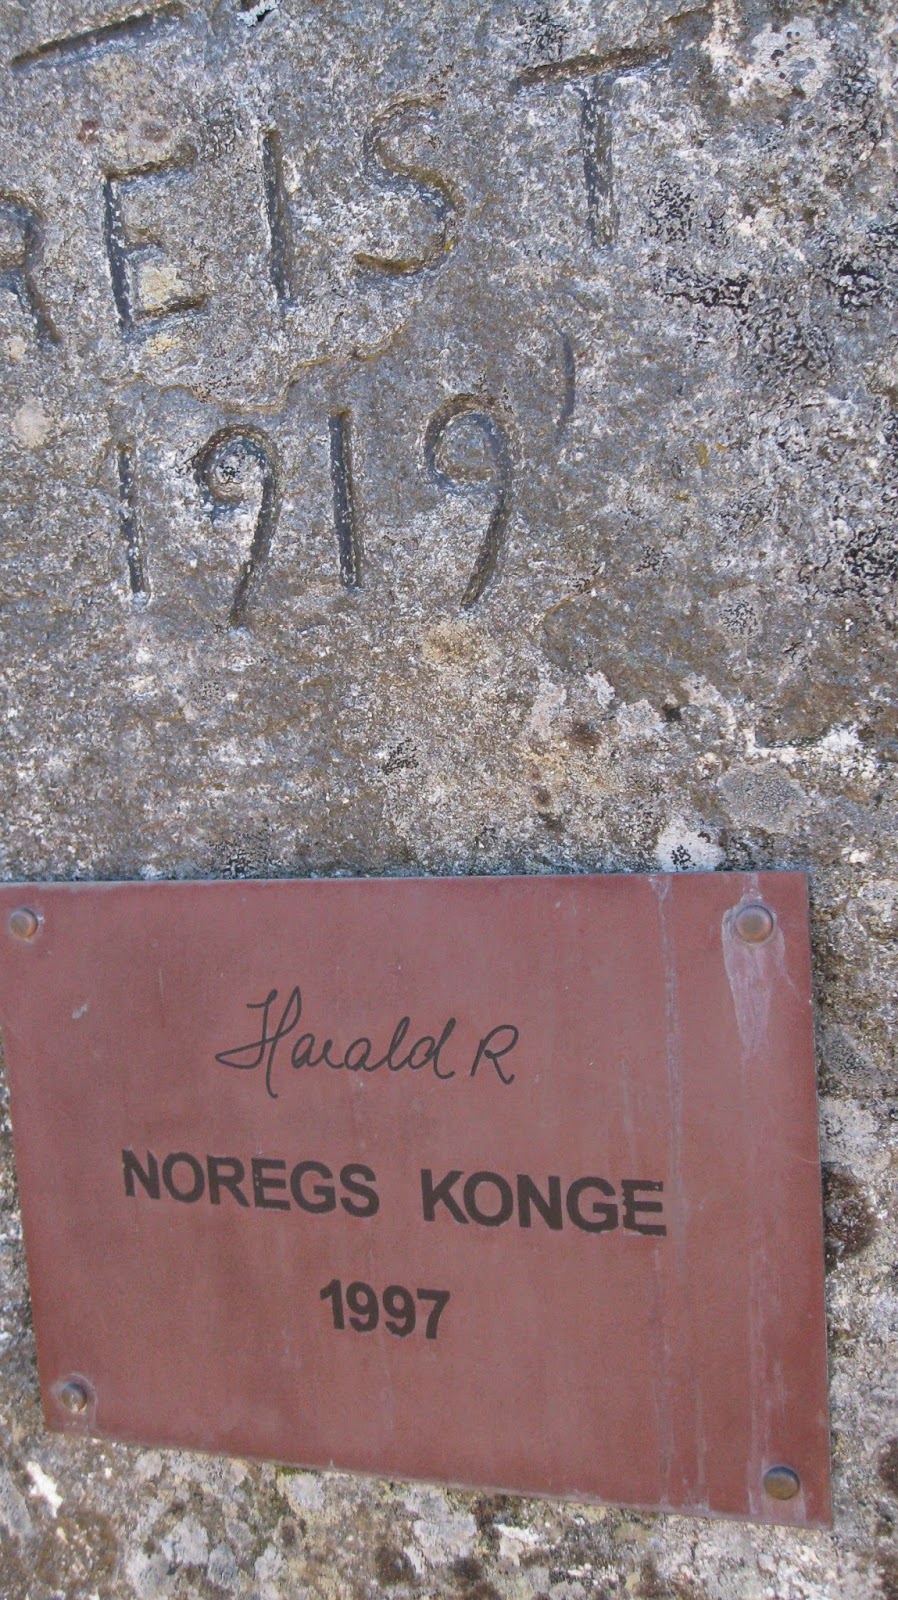 REIST
1919
Harald R
NOREGS KONGE
1997